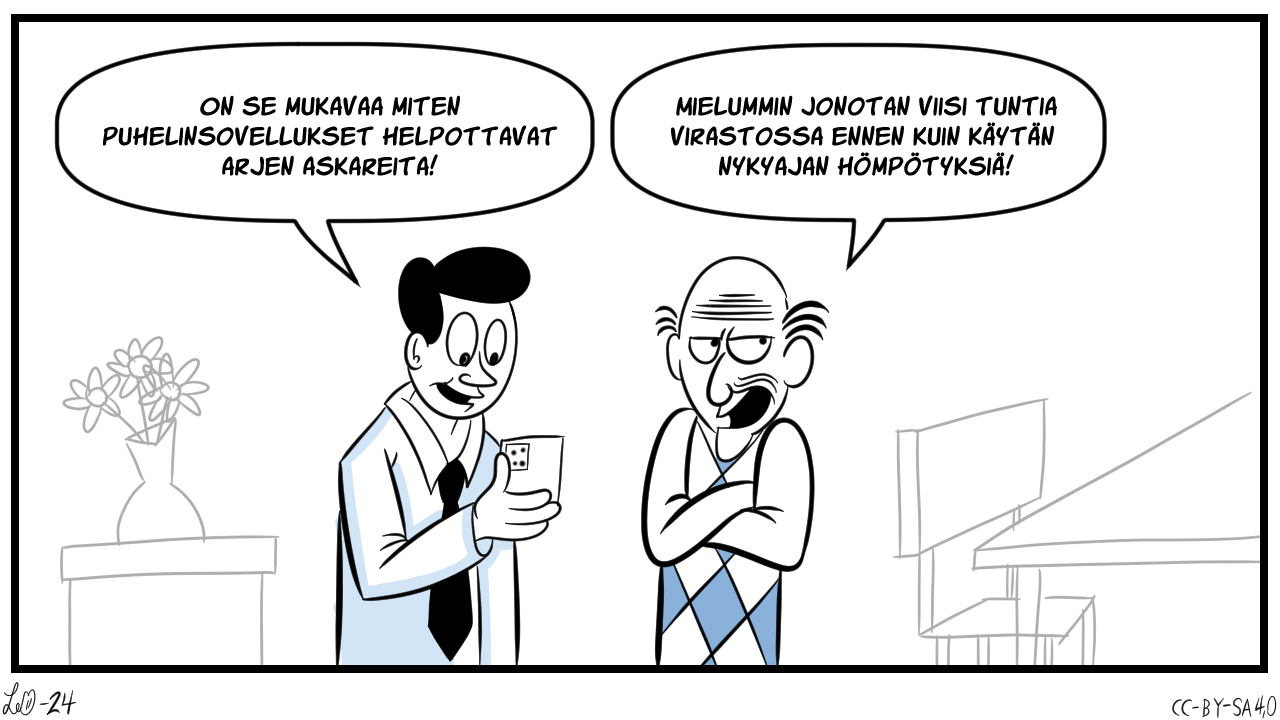 ON SE MUKAVAA MITEN
PUHELINSOVELLUKSET HELPOTTAVAT
ARJEN ASKAREITA!
MIELUMMIN JONOTAN VIISI TUNTIA
VIRASTOSSA ENNEN KUIN KÄYTÄN
NYKYAJAN HÖMPÖTYKSIÄ!
-24
CC-BY-SA 4,0